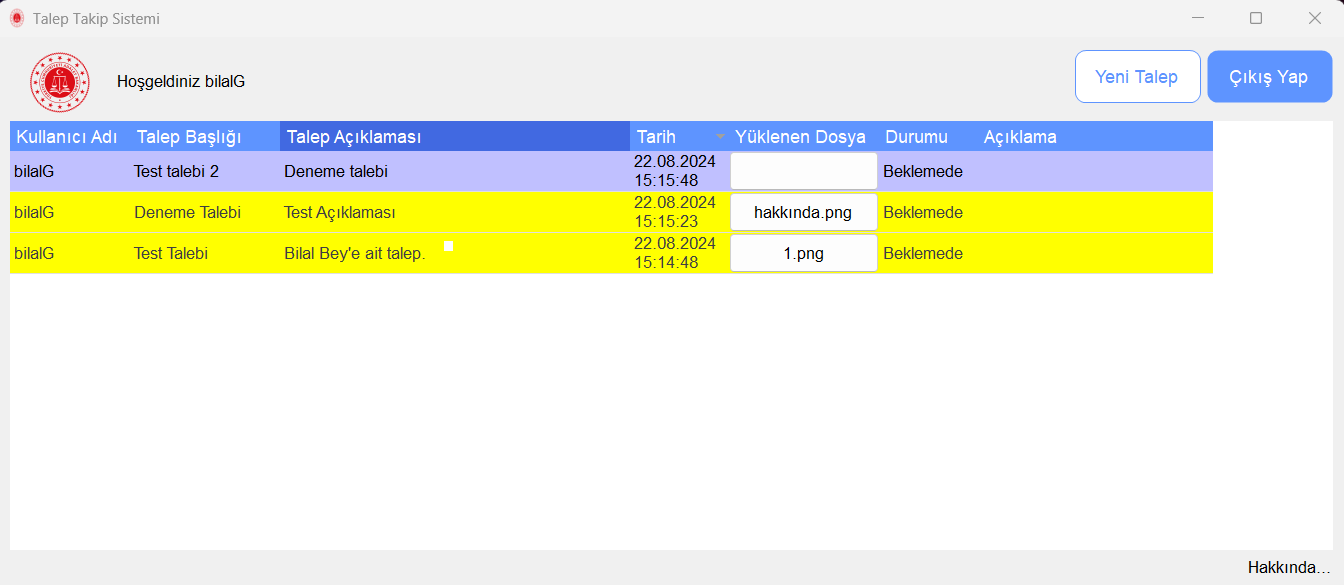 Talep Takip Sistemi
Hoşgeldiniz bilalG
Yeni Talep
Çıkış Yap
Kullanıcı Adı Talep Başlığı Talep Açıklaması Tarih Yüklenen Dosya Durumu Açıklama
bilalG Test talebi 2 Deneme talebi 22.08.2024 15:15:48 Beklemede
bilalG Deneme Talebi Test Açıklaması 22.08.2024 15:15:23 hakkında.png Beklemede
bilalG Test Talebi Bilal Bey'e ait talep. 22.08.2024 15:14:48 1.png Beklemede
Hakkında...